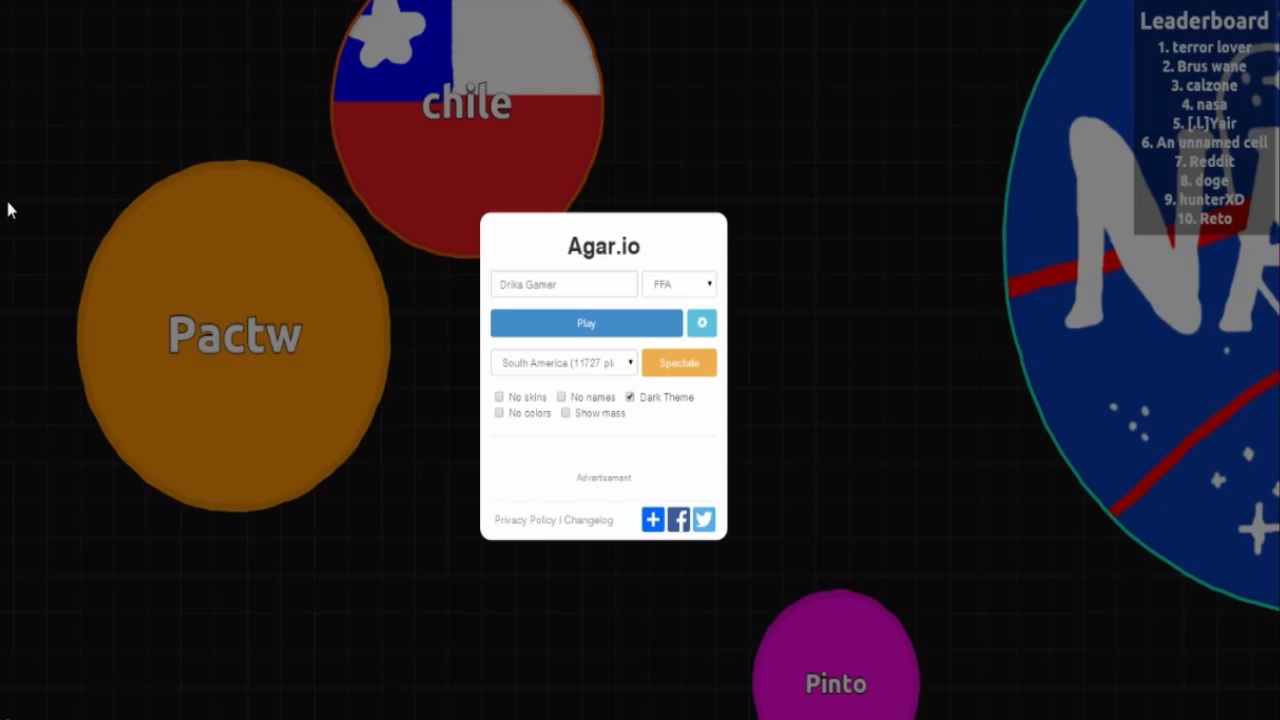 Leaderboard
1. terror lover
2. Brus wane
3. calzone
4. nasa
5. [.I.]Yair
6. An unnamed cell
7. Reddit
8. doge
9. hunterXD
10. Reto
chile
Pactw
Agar.io
Drika Gamer FFA
Play
South America (11727 pl
Spectate
No skins No names Dark Theme
No colors Show mass
Advertisement
Privacy Policy | Changelog
Pinto